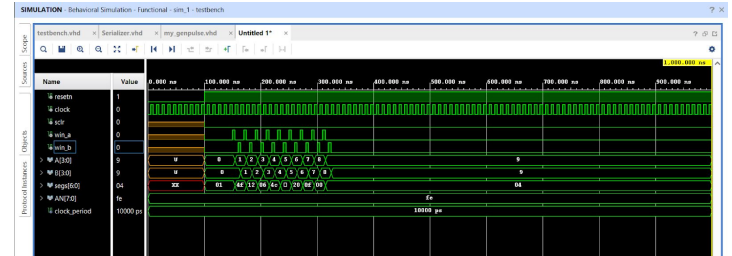 SIMULATION - Behavioral Simulation - Functional - sim_1 - testbench ? ×
testbench.vhd × Serializer.vhd × my_genpulse.vhd × Untitled 1* ×
Scope
Sources
Objects
Protocol Instances
1,000.000 ns
Name Value 0.000 ns 100.000 ns 200.000 ns 300.000 ns 400.000 ns 500.000 ns 600.000 ns 700.000 ns 800.000 ns 900.000 ns
resetn 1
clock 0
sclr 0
win_a 0
win_b 0
A[3:0] 9 U 0 1 2 3 4 5 6 7 8 9
B[3:0] 9 U 0 1 2 3 4 5 6 7 8 9
segs[6:0] 04 XX 01 4f 12 06 4c 20 0f 00 04
AN[7:0] fe fe
clock_period 10000 ps 10000 ps